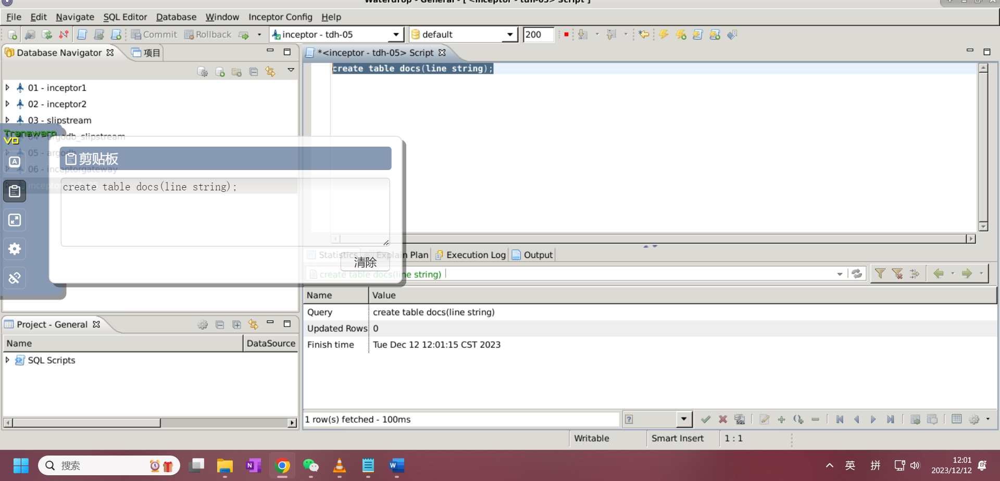 Waterdrop - General - [ <inceptor - tdh-05> Script ]
File Edit Navigate SQL Editor Database Window Inceptor Config Help
Commit Rollback inceptor - tdh-05 default 200
Database Navigator 项目
*<inceptor - tdh-05> Script
create table docs(line string);
01 - inceptor1
02 - inceptor2
03 - slipstream
04 - argodb_slipstream
05 - argodb
06 - inceptorgateway
Transwarp
VD
剪贴板
create table docs(line string);
清除
Statistics Explain Plan Execution Log Output
create table docs(line string)
Name Value
Query create table docs(line string)
Updated Rows 0
Finish time Tue Dec 12 12:01:15 CST 2023
Project - General
Name DataSource
SQL Scripts
1 row(s) fetched - 100ms
SQL
Writable Smart Insert 1 : 1
搜索
英 拼
12:01
2023/12/12